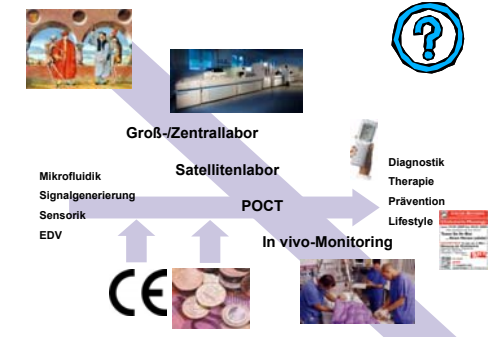 ?
Groß-/Zentrallabor
Satellitenlabor
POCT
In vivo-Monitoring
Mikrofluidik
Signalgenerierung
Sensorik
EDV
Diagnostik
Therapie
Prävention
Lifestyle
CE